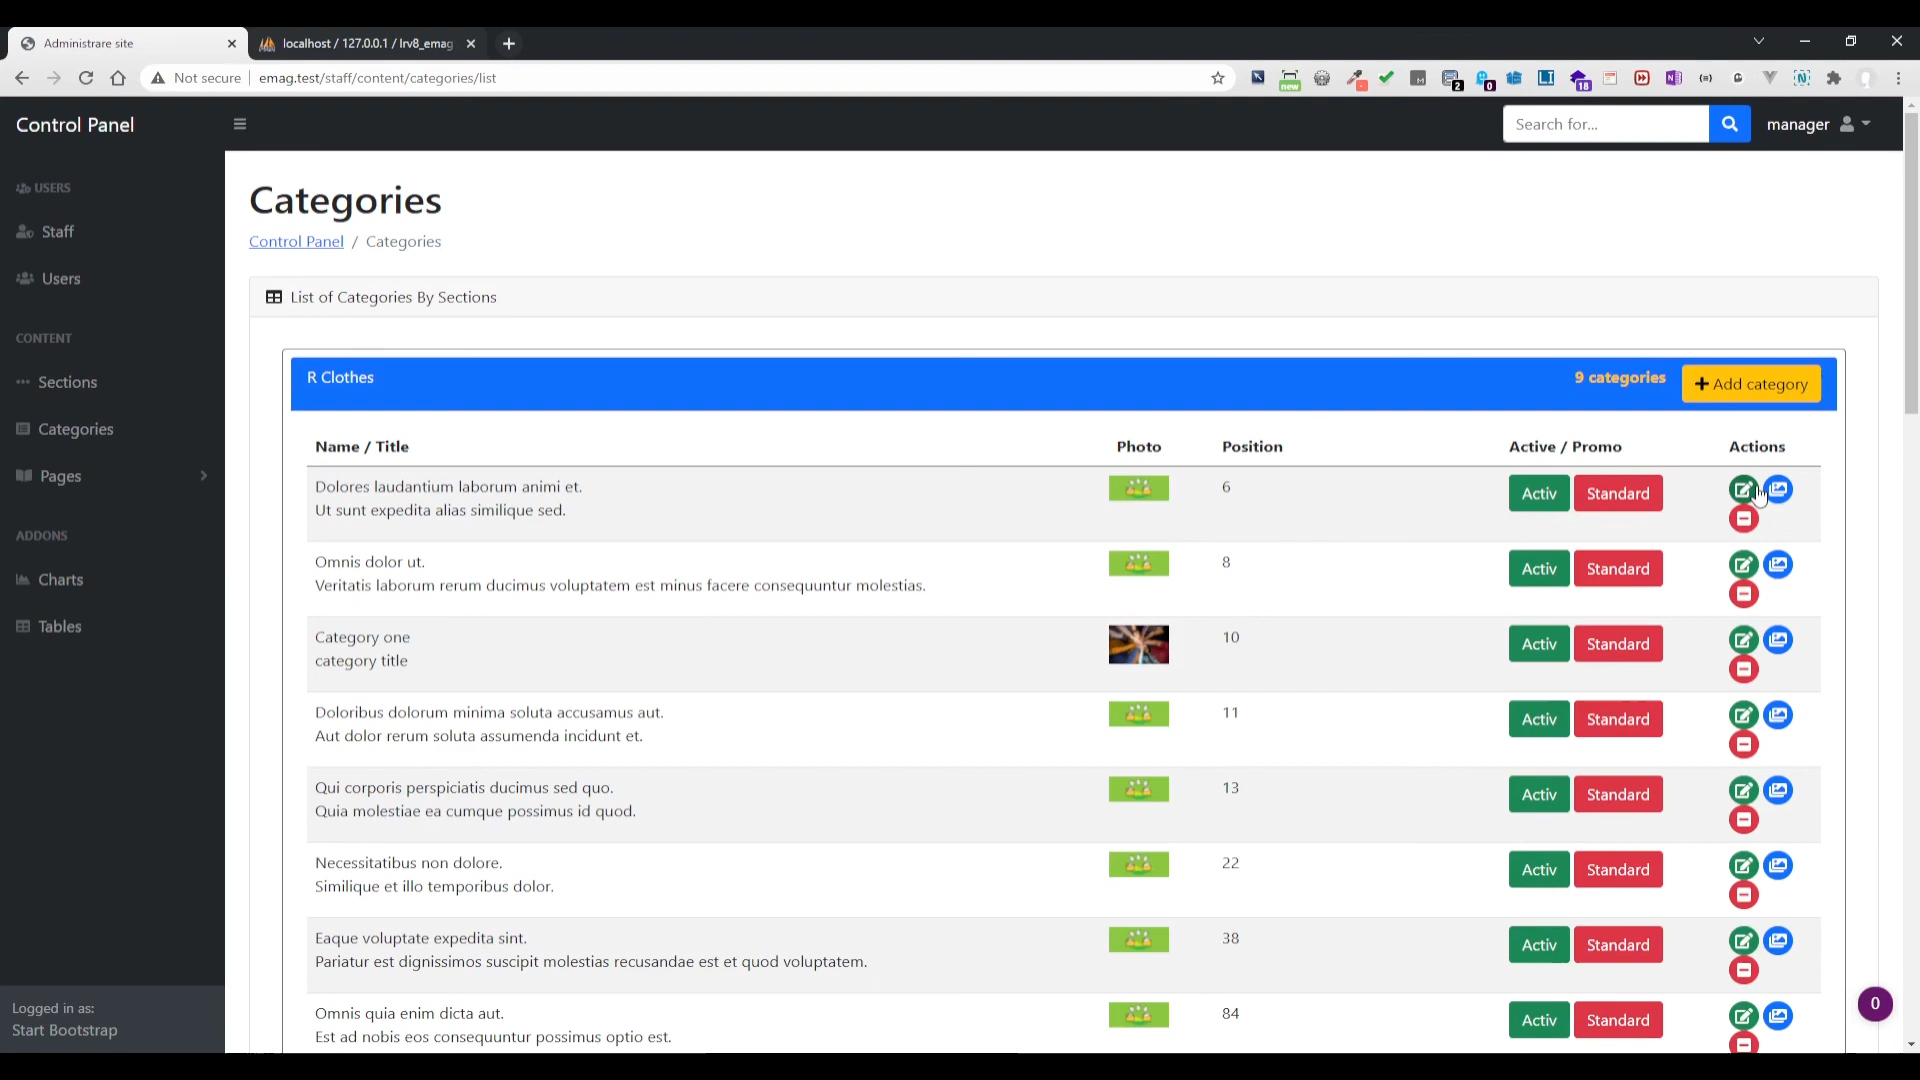 Administrare site
localhost / 127.0.0.1 / lrv8_emag
Not secure
emag.test/staff/content/categories/list
new
2
0
18
Control Panel
Search for...
manager
USERS
Staff
Users
CONTENT
Sections
Categories
Pages
ADDONS
Charts
Tables
Logged in as:
Start Bootstrap
Categories
Control Panel / Categories
List of Categories By Sections
R Clothes
9 categories
Add category
Name / Title Photo Position Active / Promo Actions
Dolores laudantium laborum animi et.
Ut sunt expedita alias similique sed.
6
Activ Standard
Omnis dolor ut.
Veritatis laborum rerum ducimus voluptatem est minus facere consequuntur molestias.
8
Activ Standard
Category one
category title
10
Activ Standard
Doloribus dolorum minima soluta accusamus aut.
Aut dolor rerum soluta assumenda incidunt et.
11
Activ Standard
Qui corporis perspiciatis ducimus sed quo.
Quia molestiae ea cumque possimus id quod.
13
Activ Standard
Necessitatibus non dolore.
Similique et illo temporibus dolor.
22
Activ Standard
Eaque voluptate expedita sint.
Pariatur est dignissimos suscipit molestias recusandae est et quod voluptatem.
38
Activ Standard
Omnis quia enim dicta aut.
Est ad nobis eos consequuntur possimus optio est.
84
Activ Standard
0